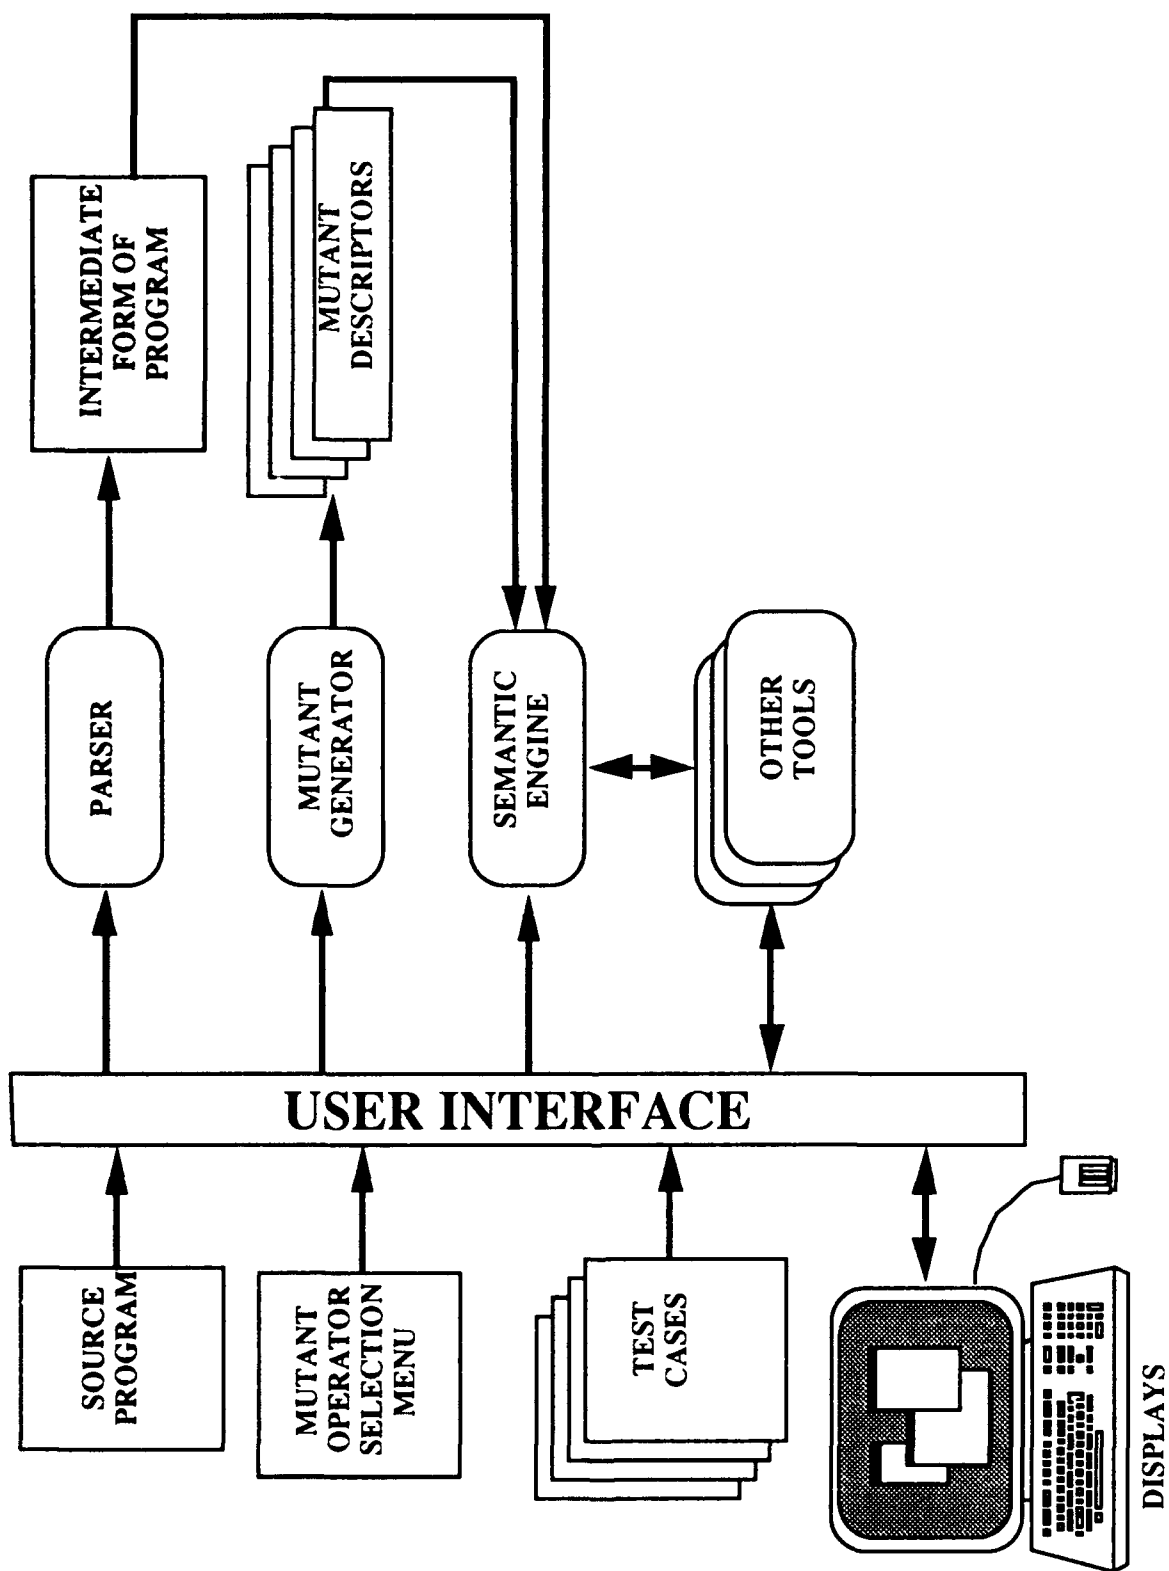 SOURCE
PROGRAM
MUTANT
OPERATOR
SELECTION
MENU
TEST
CASES
DISPLAYS
USER INTERFACE
PARSER
MUTANT
GENERATOR
SEMANTIC
ENGINE
OTHER
TOOLS
INTERMEDIATE
FORM OF
PROGRAM
MUTANT
DESCRIPTORS